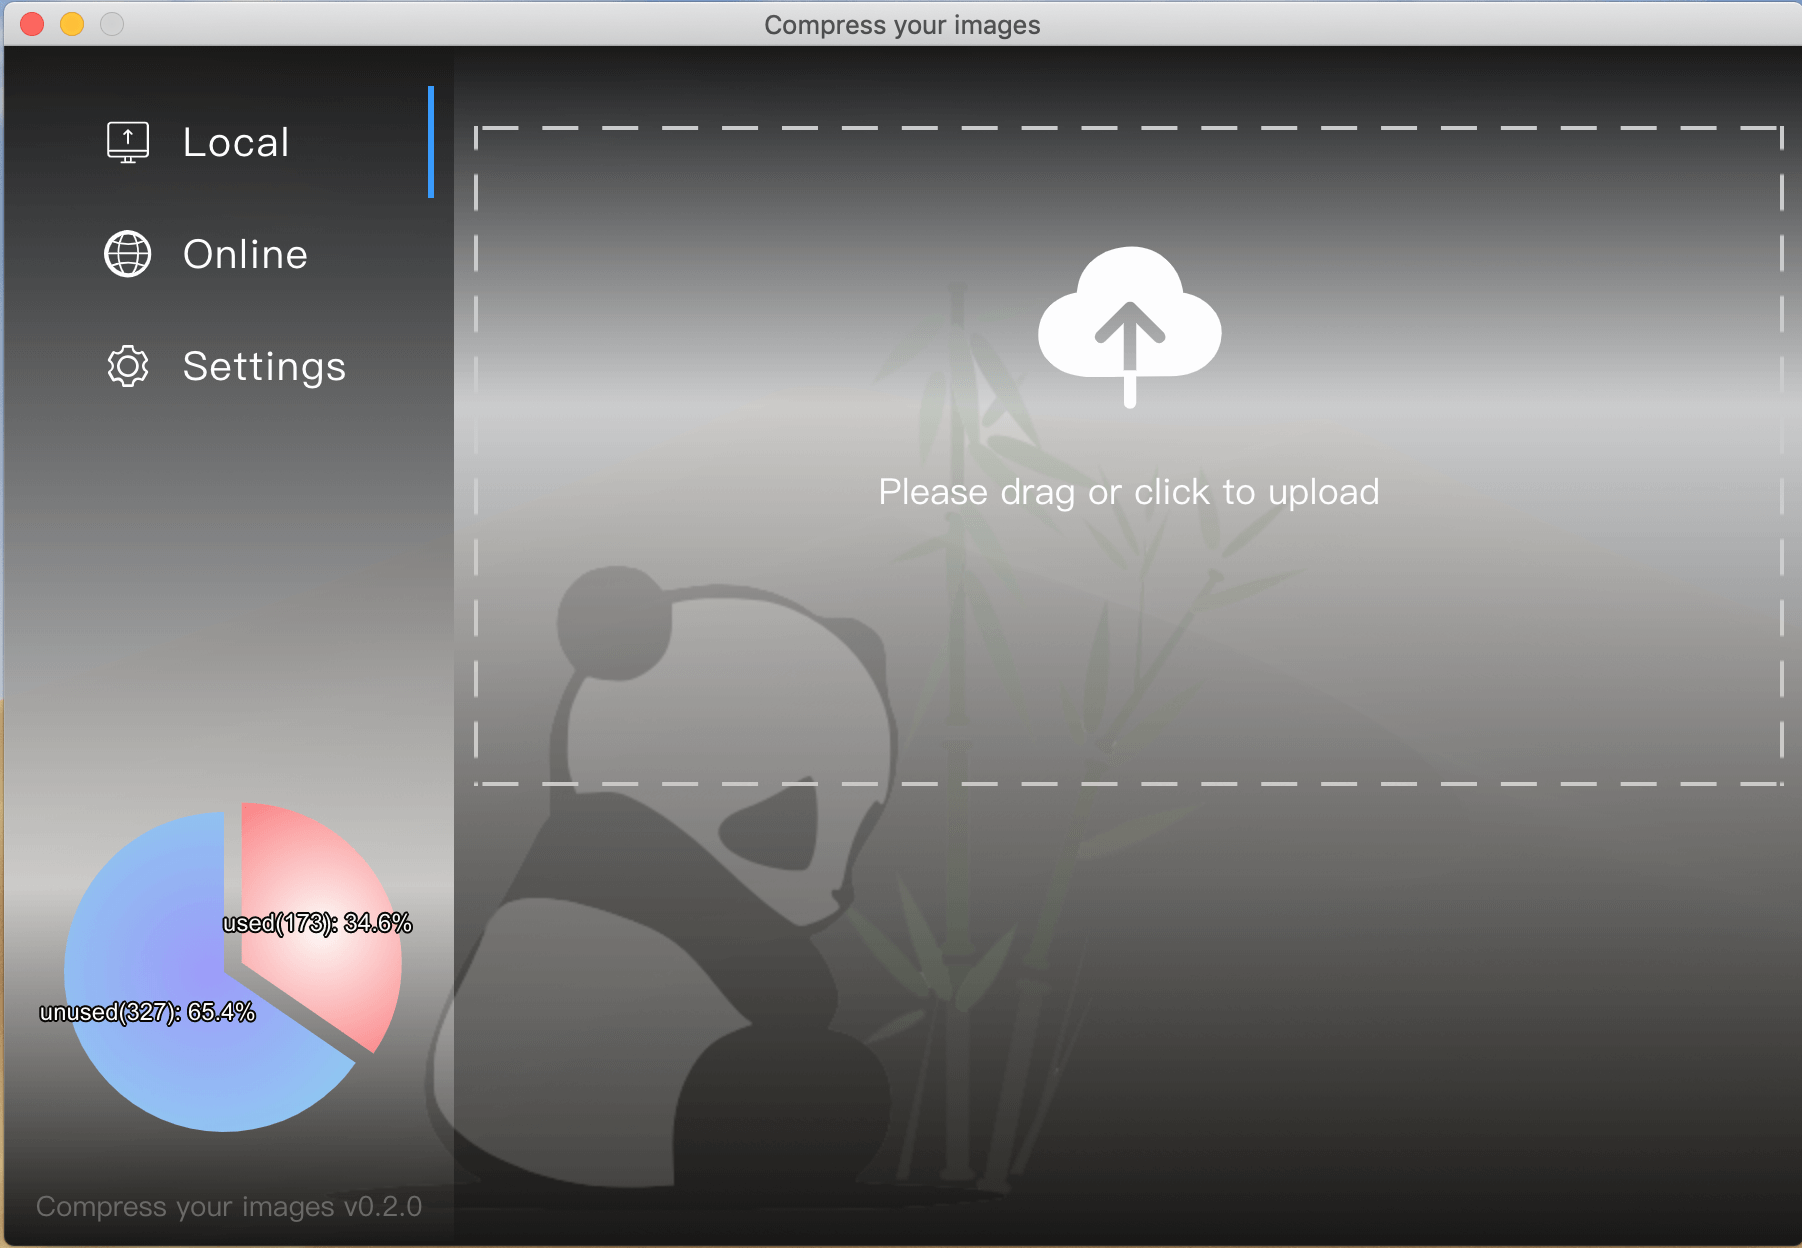 Compress your images
Local
Online
Settings
Please drag or click to upload
used(173): 34.6%
unused(327): 65.4%
Compress your images v0.2.0